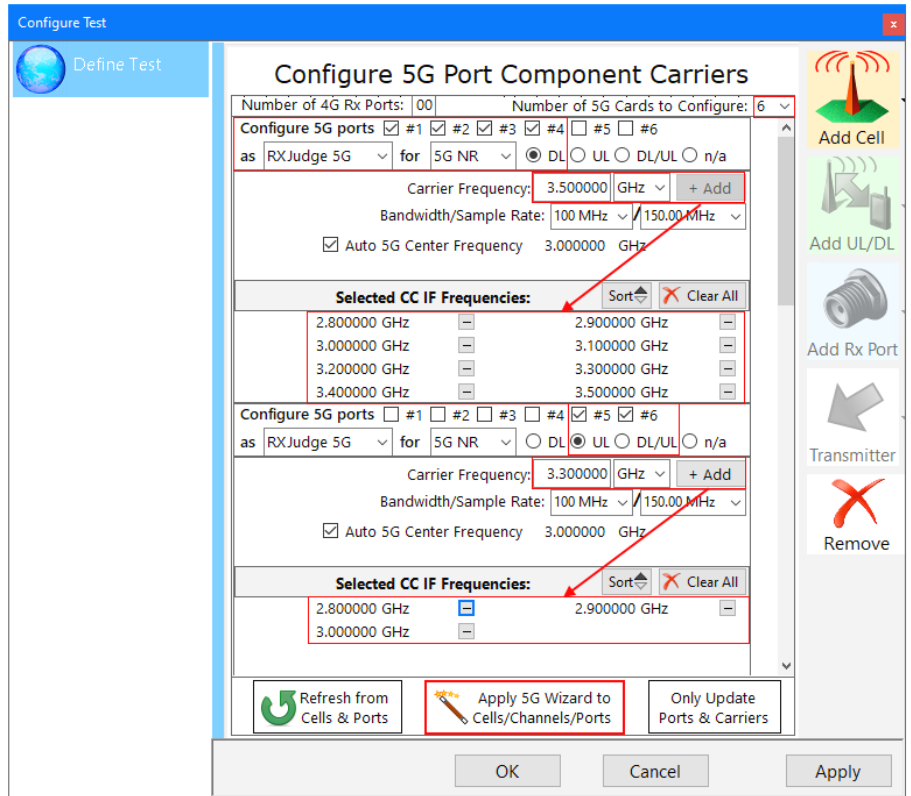 Configure Test
x
Define Test
Configure 5G Port Component Carriers
Number of 4G Rx Ports: 00 Number of 5G Cards to Configure: 6
Configure 5G ports #1 #2 #3 #4 #5 #6
as RXJudge 5G for 5G NR DL UL DL/UL n/a
Carrier Frequency: 3.500000 GHz + Add
Bandwidth/Sample Rate: 100 MHz / 150.00 MHz
Auto 5G Center Frequency 3.000000 GHz
Selected CC IF Frequencies: Sort Clear All
2.800000 GHz 2.900000 GHz
3.000000 GHz 3.100000 GHz
3.200000 GHz 3.300000 GHz
3.400000 GHz 3.500000 GHz
Configure 5G ports #1 #2 #3 #4 #5 #6
as RXJudge 5G for 5G NR DL UL DL/UL n/a
Carrier Frequency: 3.300000 GHz + Add
Bandwidth/Sample Rate: 100 MHz / 150.00 MHz
Auto 5G Center Frequency 3.000000 GHz
Selected CC IF Frequencies: Sort Clear All
2.800000 GHz 2.900000 GHz
3.000000 GHz
Refresh from
Cells & Ports
Apply 5G Wizard to
Cells/Channels/Ports
Only Update
Ports & Carriers
Add Cell
Add UL/DL
Add Rx Port
Transmitter
Remove
OK Cancel Apply